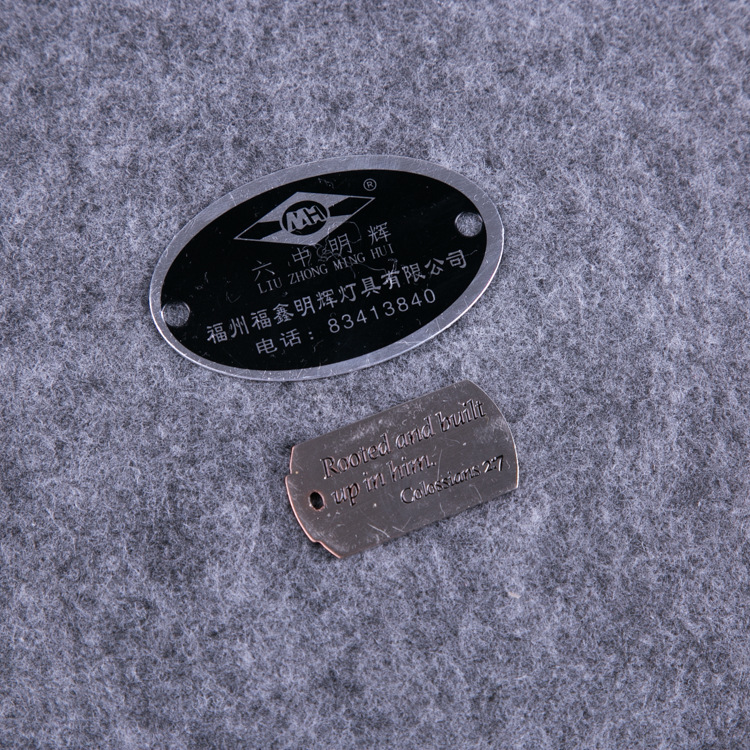 MH ®
六中明辉
LIU ZHONG MENG HUI
福州福鑫明辉灯具有限公司
电话：83413840
Rooted and built
up in him.
Colossians 2:7